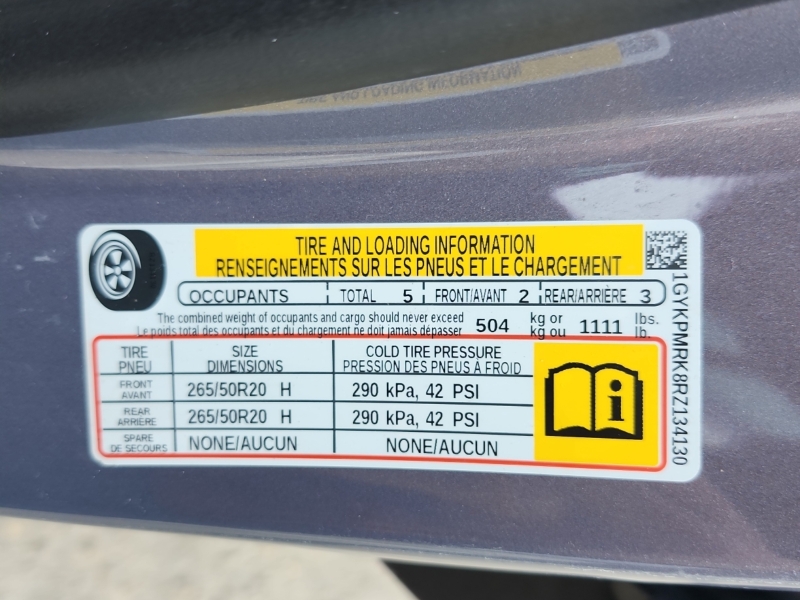 TIRE AND LOADING INFORMATION
TIRE AND LOADING INFORMATION
RENSEIGNEMENTS SUR LES PNEUS ET LE CHARGEMENT
OCCUPANTS TOTAL 5 FRONT/AVANT 2 REAR/ARRIÈRE 3
The combined weight of occupants and cargo should never exceed
Le poids total des occupants et du chargement ne doit jamais dépasser
504 kg or 1111 lbs.
kg ou lb.
TIRE SIZE COLD TIRE PRESSURE
PNEU DIMENSIONS PRESSION DES PNEUS A FROID
FRONT
AVANT 265/50R20 H 290 kPa, 42 PSI
REAR
ARRIÈRE 265/50R20 H 290 kPa, 42 PSI
SPARE
DE SECOURS NONE/AUCUN NONE/AUCUN
i
1GYKPMRK8RZ134130